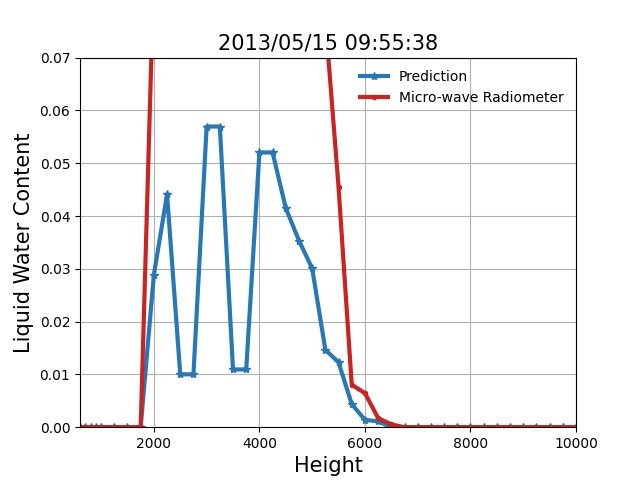 2013/05/15 09:55:38
Prediction
Micro-wave Radiometer
Liquid Water Content
0.07
0.06
0.05
0.04
0.03
0.02
0.01
0.00
2000 4000 6000 8000 10000
Height